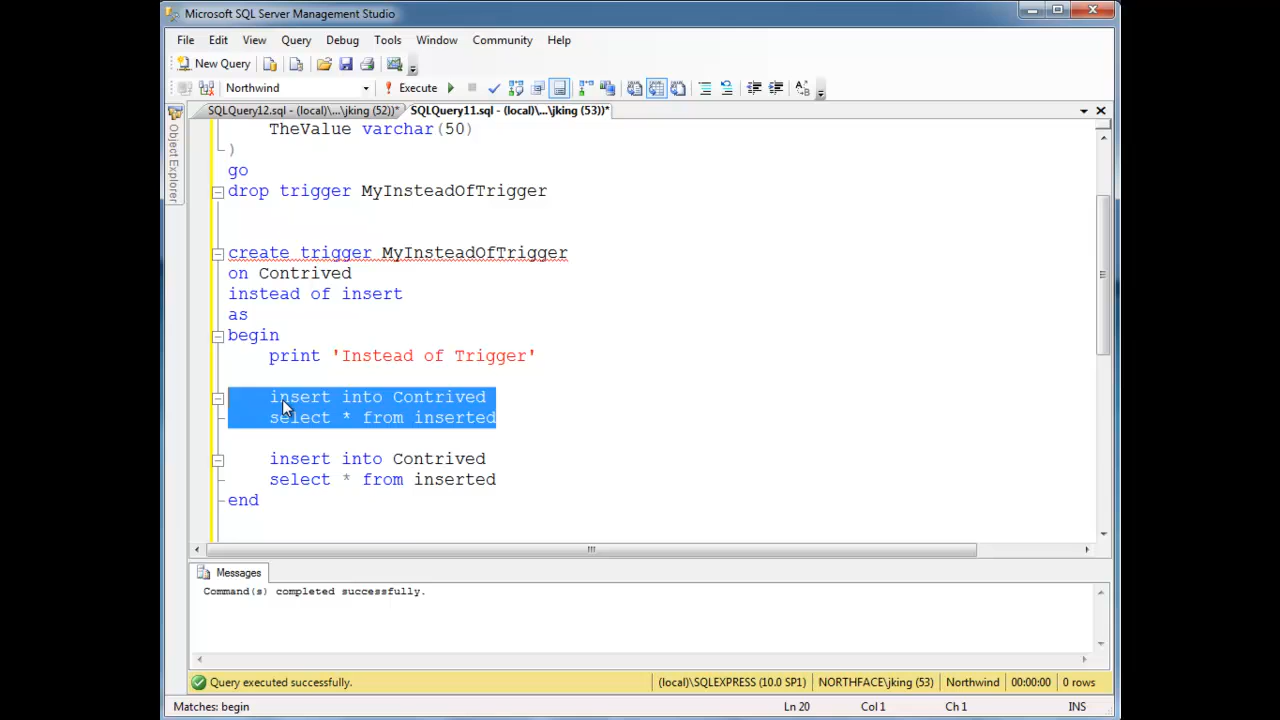 Microsoft SQL Server Management Studio
File Edit View Query Debug Tools Window Community Help
New Query
Northwind Execute
SQLQuery12.sql - (local)\...\jking (52))* SQLQuery11.sql - (local)\...\jking (53))*
Object Explorer
TheValue varchar(50)
)
go
drop trigger MyInsteadOfTrigger
create trigger MyInsteadOfTrigger
on Contrived
instead of insert
as
begin
print 'Instead of Trigger'
insert into Contrived
select * from inserted
insert into Contrived
select * from inserted
end
Messages
Command(s) completed successfully.
Query executed successfully. (local)\SQLEXPRESS (10.0 SP1) NORTHFACE\jking (53) Northwind 00:00:00 0 rows
Matches: begin Ln 20 Col 1 Ch 1 INS